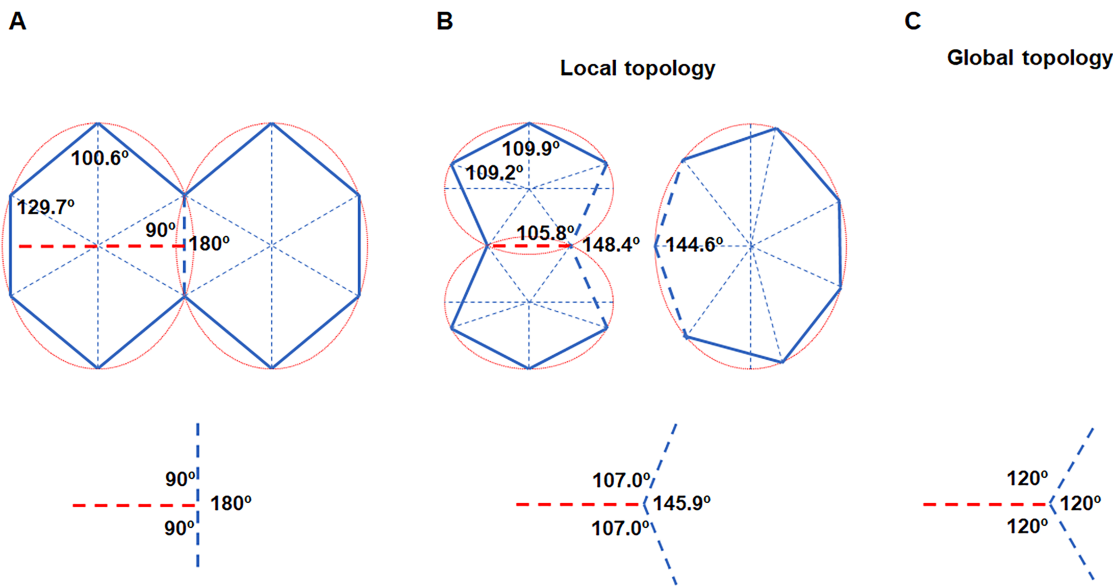 A
B
C
Local topology
Global topology
100.6º
129.7º
90º
180º
109.9º
109.2º
105.8º
148.4º
144.6º
90º
180º
90º
107.0º
145.9º
107.0º
120º
120º
120º